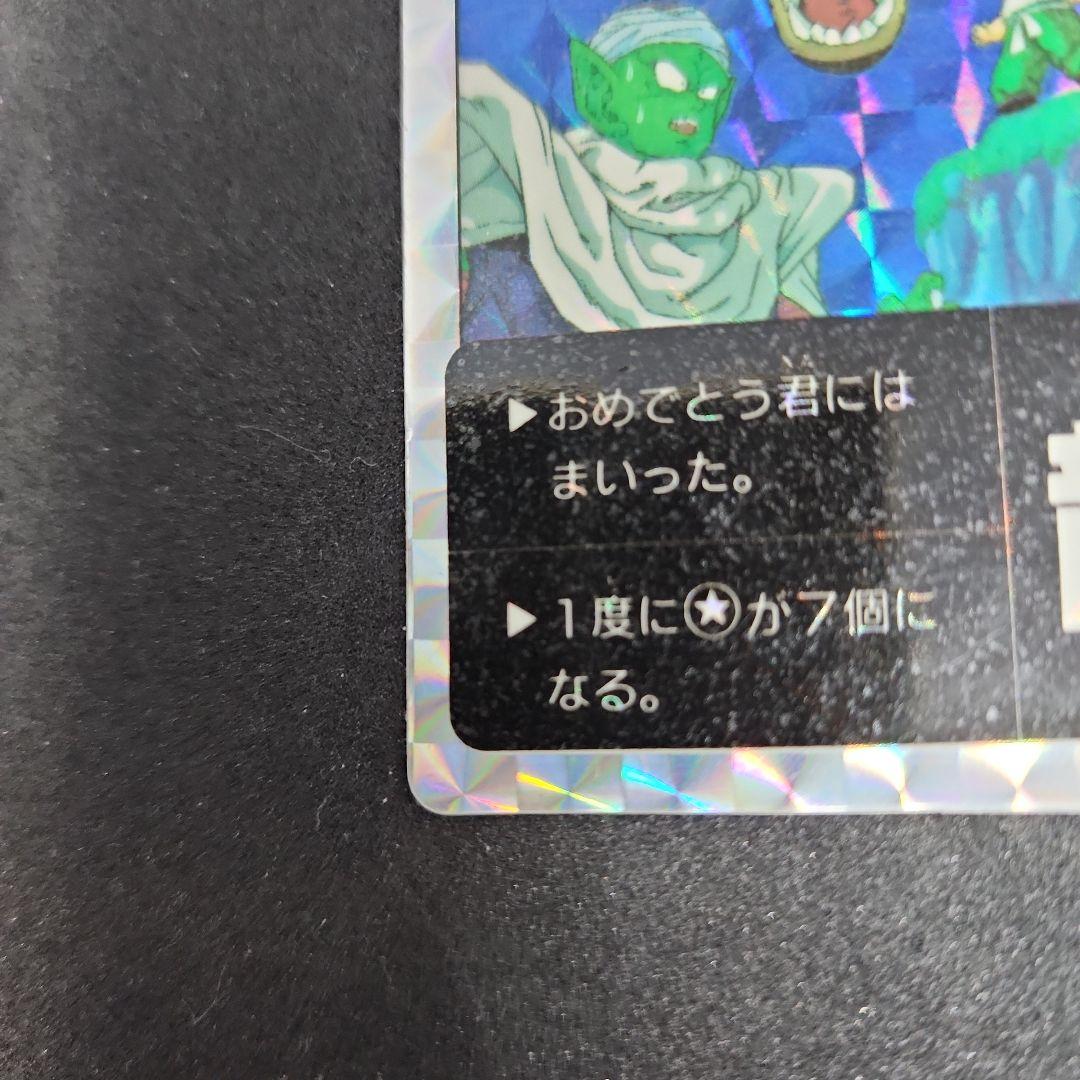 ▶おめでとう君には
まいった。
▶1度に★が7個に
なる。